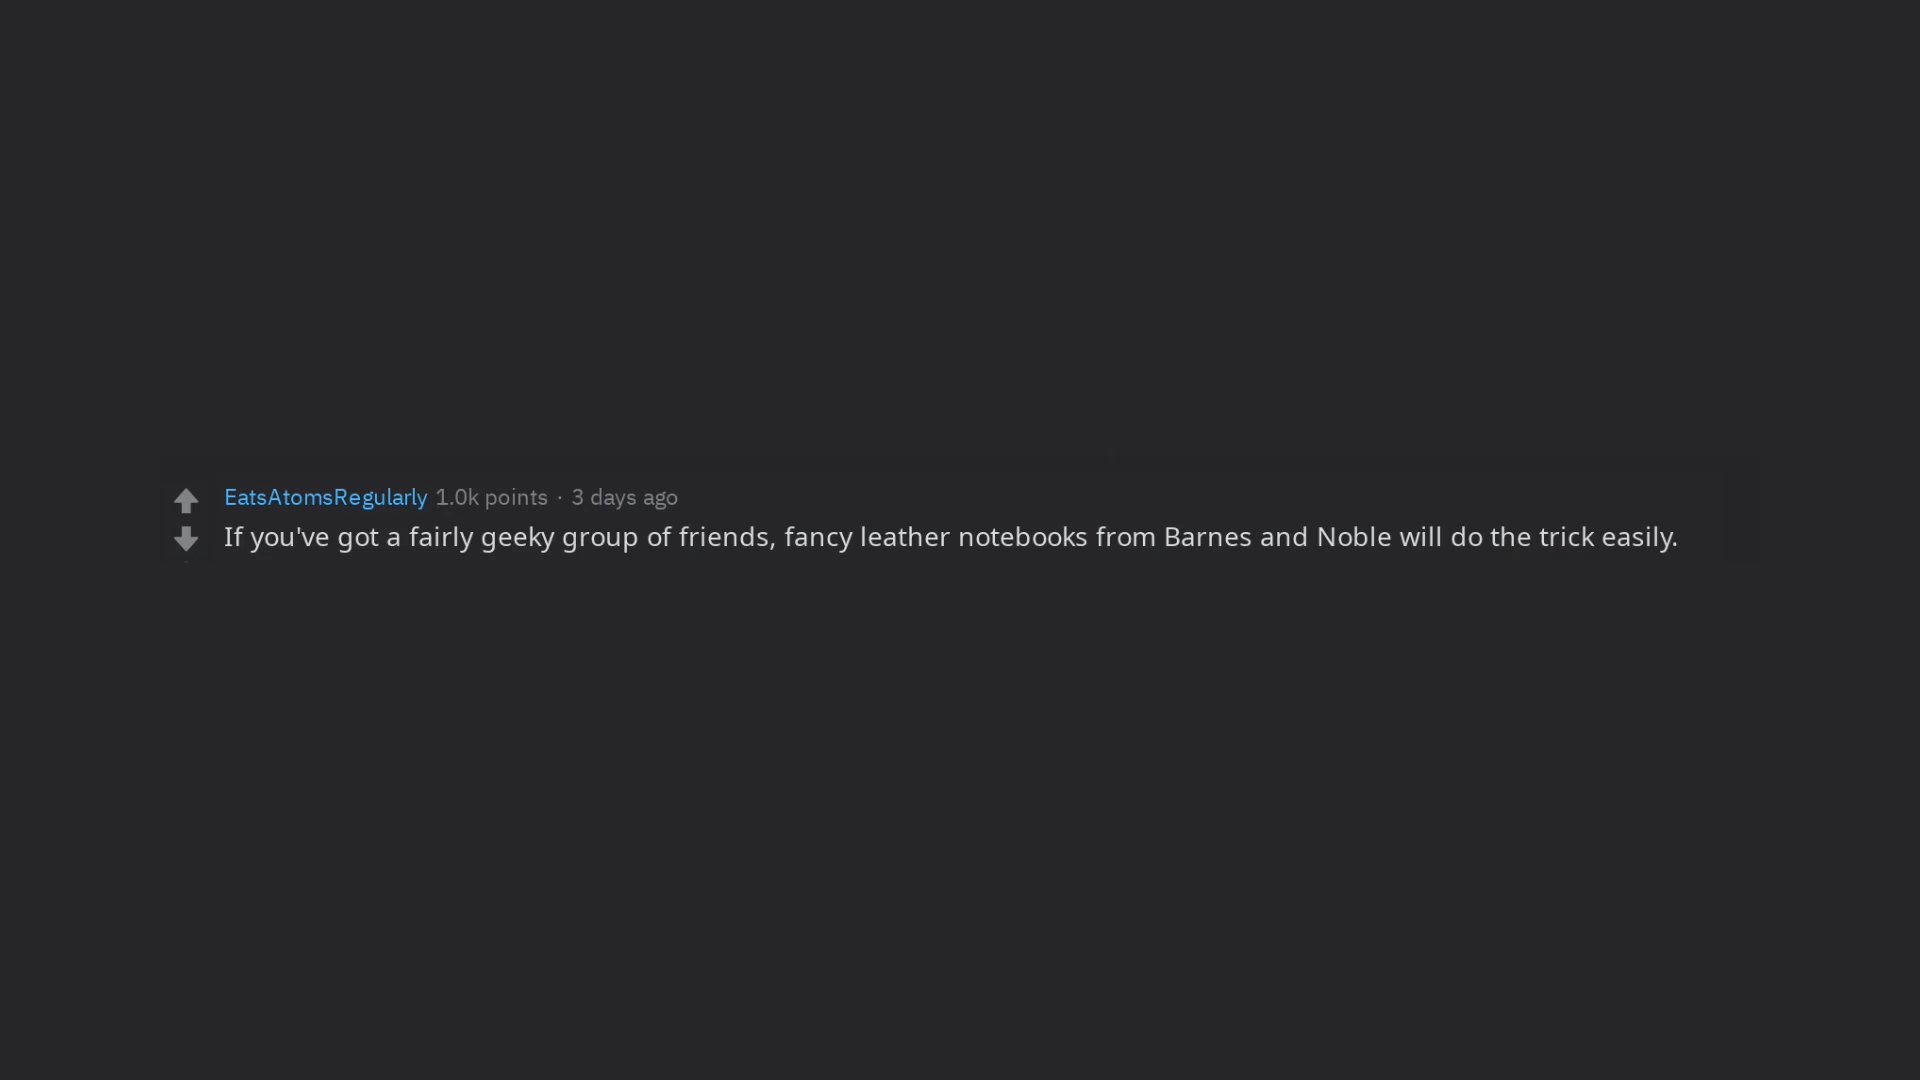 EatsAtomsRegularly 1.0k points · 3 days ago
If you've got a fairly geeky group of friends, fancy leather notebooks from Barnes and Noble will do the trick easily.